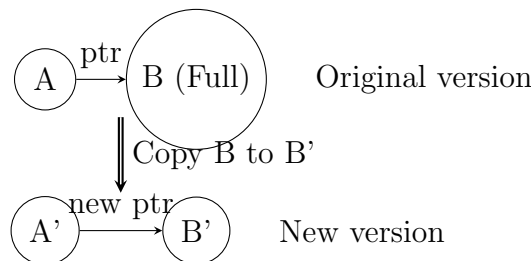 ptr
A
B (Full)
Original version
Copy B to B'
new ptr
A'
B'
New version